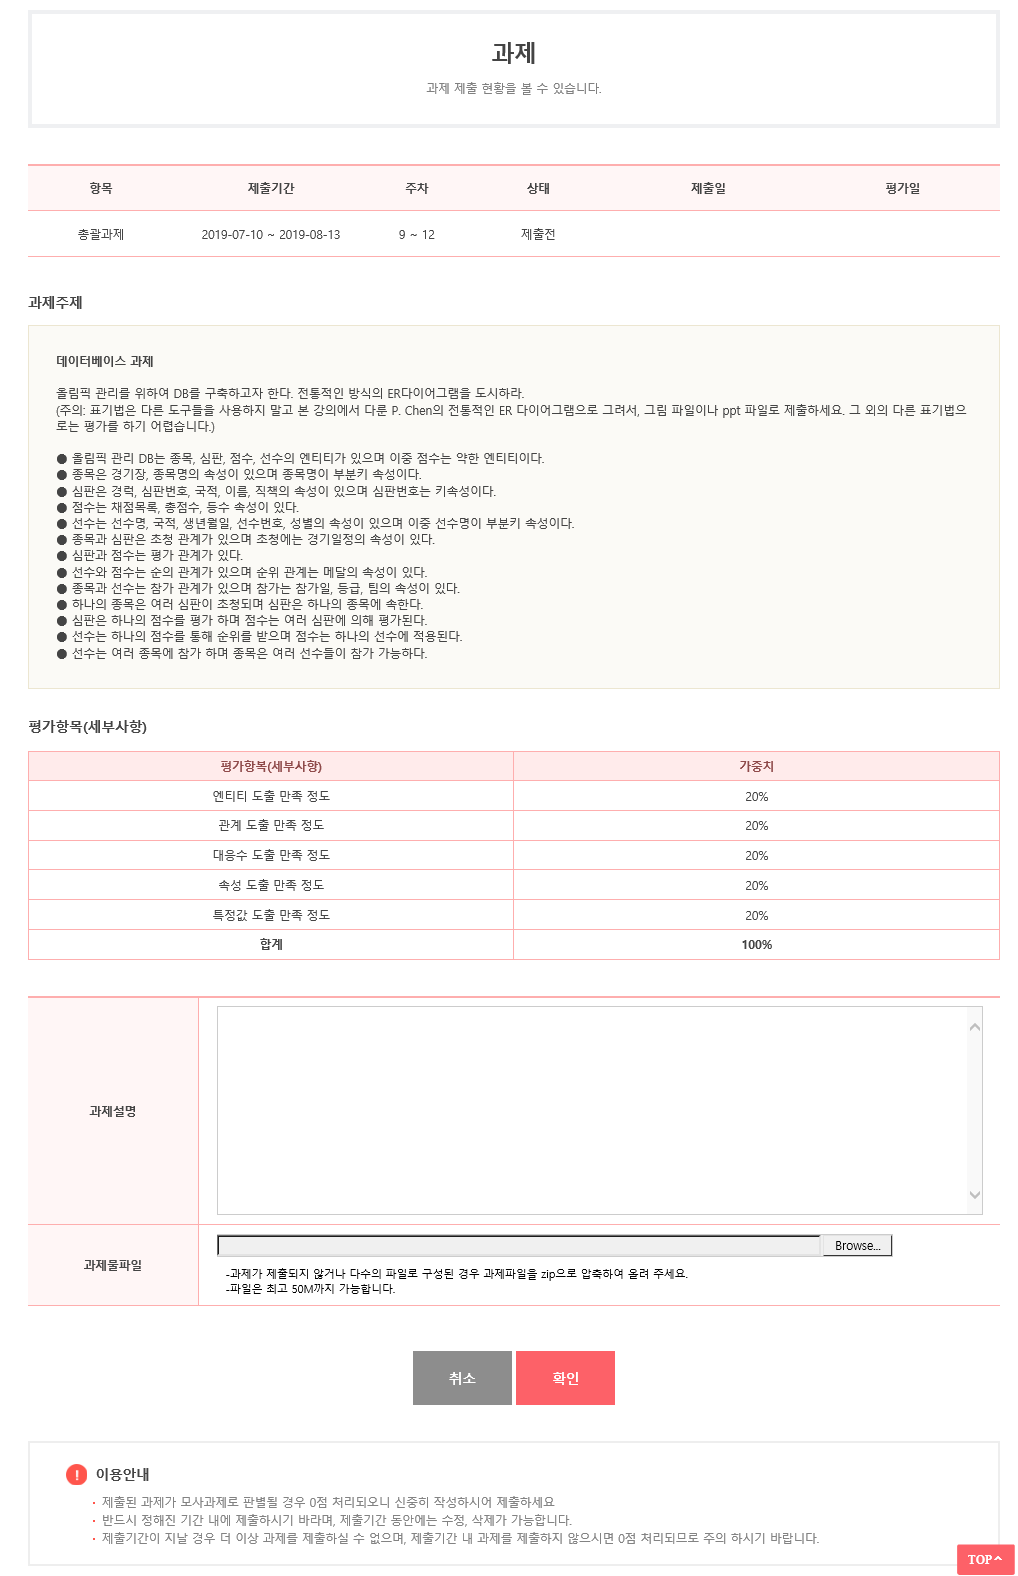 과제
과제 제출 현황을 볼 수 있습니다.
항목 제출기간 주차 상태 제출일 평가일
총괄과제 2019-07-10 ~ 2019-08-13 9 ~ 12 제출전
과제주제
데이터베이스 과제
올림픽 관리를 위하여 DB를 구축하고자 한다. 전통적인 방식의 ER다이어그램을 도시하라.
(주의: 표기법은 다른 도구들을 사용하지 말고 본 강의에서 다룬 P. Chen의 전통적인 ER 다이어그램으로 그려서, 그림 파일이나 ppt 파일로 제출하세요. 그 외의 다른 표기법으
로는 평가를 하기 어렵습니다.)
● 올림픽 관리 DB는 종목, 심판, 점수, 선수의 엔티티가 있으며 이중 점수는 약한 엔티티이다.
● 종목은 경기장, 종목명의 속성이 있으며 종목명이 부분키 속성이다.
● 심판은 경력, 심판번호, 국적, 이름, 직책의 속성이 있으며 심판번호는 키속성이다.
● 점수는 채점목록, 총점수, 등수 속성이 있다.
● 선수는 선수명, 국적, 생년월일, 선수번호, 성별의 속성이 있으며 이중 선수명이 부분키 속성이다.
● 종목과 심판은 초청 관계가 있으며 초청에는 경기일정의 속성이 있다.
● 심판과 점수는 평가 관계가 있다.
● 선수와 점수는 순의 관계가 있으며 순위 관계는 메달의 속성이 있다.
● 종목과 선수는 참가 관계가 있으며 참가는 참가일, 등급, 팀의 속성이 있다.
● 하나의 종목은 여러 심판이 초청되며 심판은 하나의 종목에 속한다.
● 심판은 하나의 점수를 평가 하며 점수는 여러 심판에 의해 평가된다.
● 선수는 하나의 점수를 통해 순위를 받으며 점수는 하나의 선수에 적용된다.
● 선수는 여러 종목에 참가 하며 종목은 여러 선수들이 참가 가능하다.
평가항목(세부사항)
평가항목(세부사항) 가중치
엔티티 도출 만족 정도 20%
관계 도출 만족 정도 20%
대응수 도출 만족 정도 20%
속성 도출 만족 정도 20%
특정값 도출 만족 정도 20%
합계 100%
과제설명
과제물파일 Browse...
-과제가 제출되지 않거나 다수의 파일로 구성된 경우 과제파일을 zip으로 압축하여 올려 주세요.
-파일은 최고 50M까지 가능합니다.
취소 확인
! 이용안내
· 제출된 과제가 모사과제로 판별될 경우 0점 처리되오니 신중히 작성하시어 제출하세요
· 반드시 정해진 기간 내에 제출하시기 바라며, 제출기간 동안에는 수정, 삭제가 가능합니다.
· 제출기간이 지날 경우 더 이상 과제를 제출하실 수 없으며, 제출기간 내 과제를 제출하지 않으시면 0점 처리되므로 주의 하시기 바랍니다.
TOP